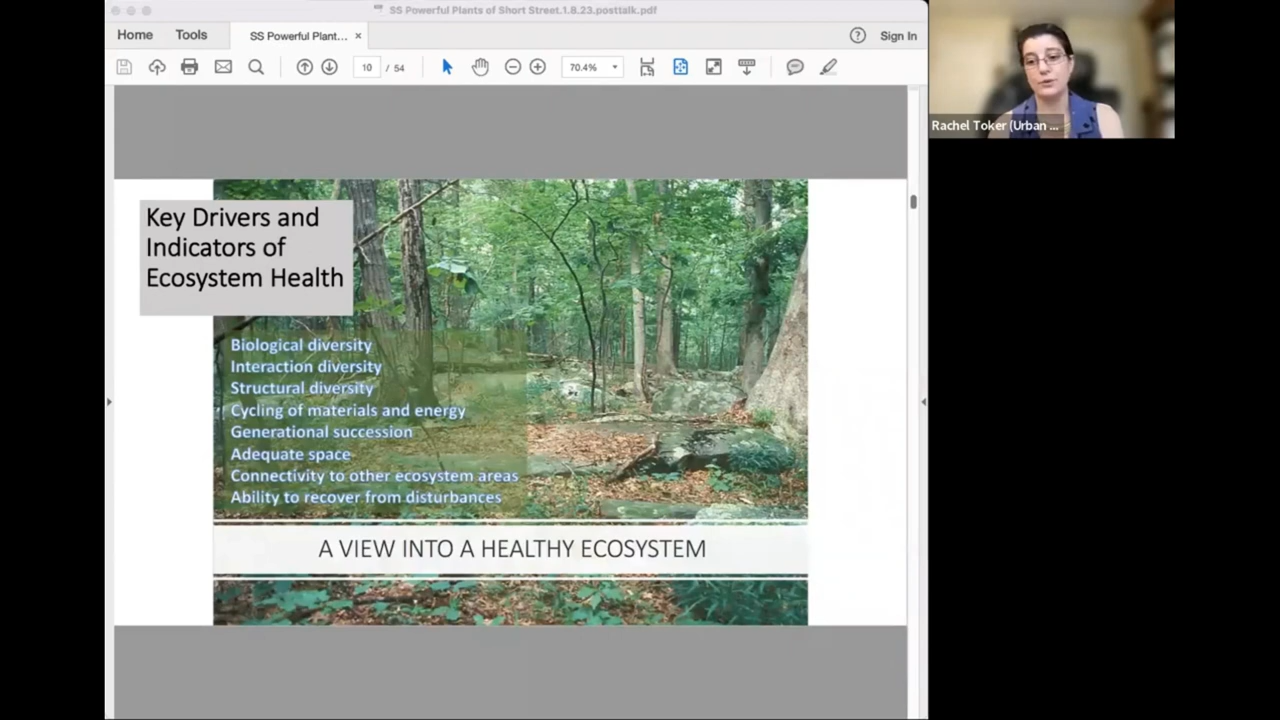 SS Powerful Plants of Short Street.1.8.23.posttalk.pdf
Home Tools SS Powerful Plant... × Sign In
10 / 54 70.4%
Rachel Toker (Urban ...
Key Drivers and
Indicators of
Ecosystem Health
Biological diversity
Interaction diversity
Structural diversity
Cycling of materials and energy
Generational succession
Adequate space
Connectivity to other ecosystem areas
Ability to recover from disturbances
A VIEW INTO A HEALTHY ECOSYSTEM